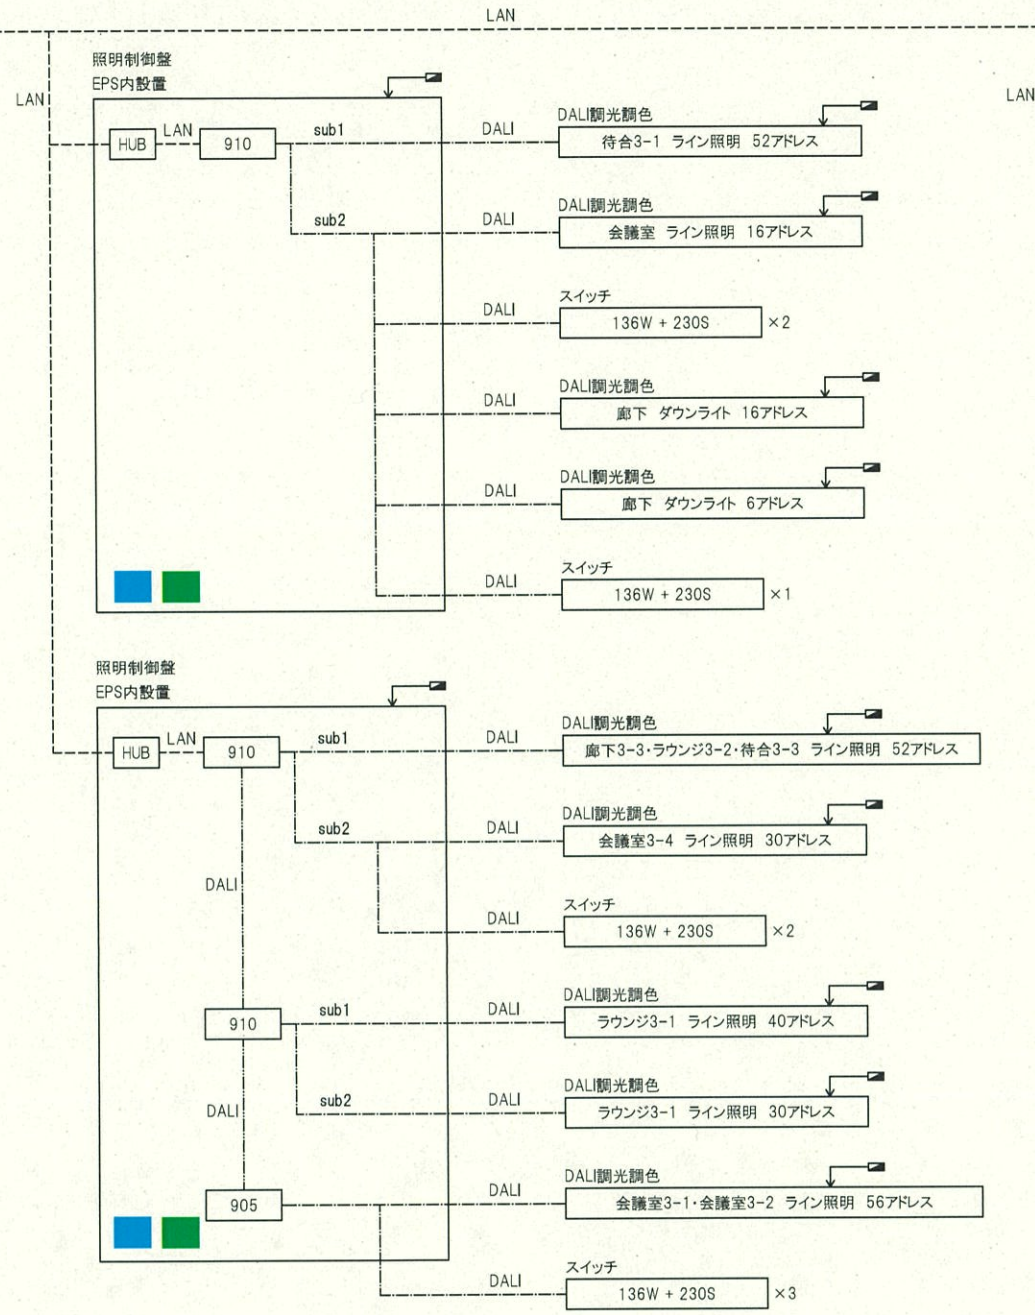 LAN
LAN
LAN
照明制御盤
EPS内設置
HUB
LAN
910
sub1
DALI
DALI調光調色
待合3-1 ライン照明 52アドレス
sub2
DALI
DALI調光調色
会議室 ライン照明 16アドレス
DALI
スイッチ
136W + 230S
×2
DALI
DALI調光調色
廊下 ダウンライト 16アドレス
DALI
DALI調光調色
廊下 ダウンライト 6アドレス
DALI
スイッチ
136W + 230S
×1
照明制御盤
EPS内設置
HUB
LAN
910
sub1
DALI
DALI調光調色
廊下3-3・ラウンジ3-2・待合3-3 ライン照明 52アドレス
sub2
DALI
DALI調光調色
会議室3-4 ライン照明 30アドレス
DALI
DALI
スイッチ
136W + 230S
×2
910
sub1
DALI
DALI調光調色
ラウンジ3-1 ライン照明 40アドレス
DALI
sub2
DALI
DALI調光調色
ラウンジ3-1 ライン照明 30アドレス
905
DALI
DALI調光調色
会議室3-1・会議室3-2 ライン照明 56アドレス
DALI
スイッチ
136W + 230S
×3